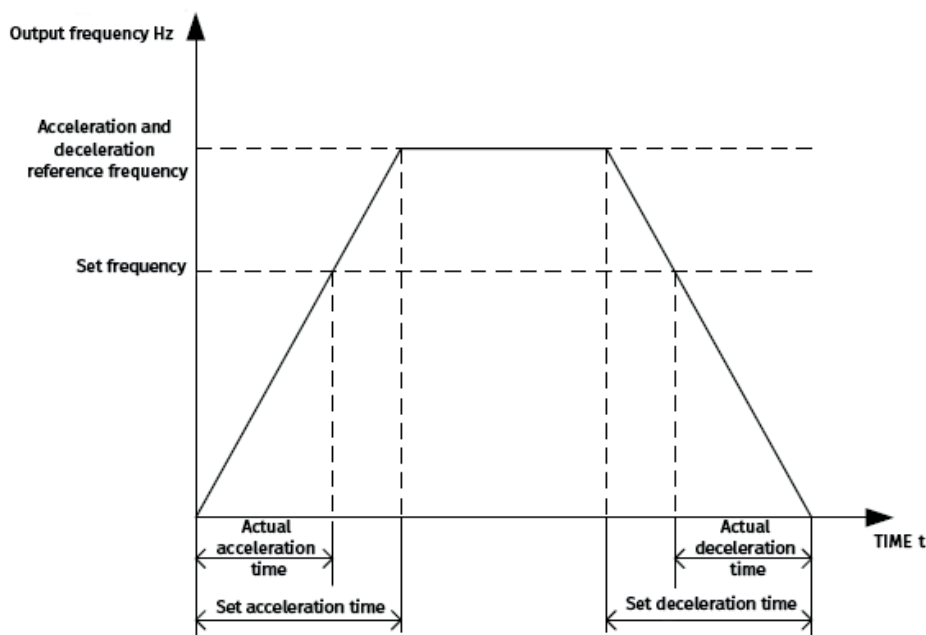 Output frequency Hz
Acceleration and
deceleration
reference frequency
Set frequency
Actual
acceleration
time
Actual
deceleration
time
TIME t
Set acceleration time
Set deceleration time